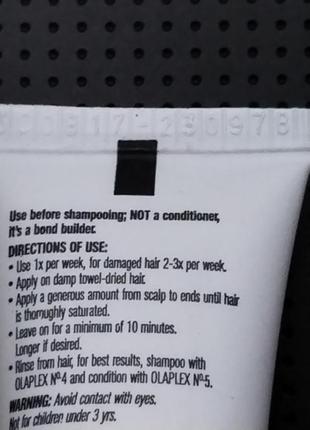 Use before shampooing; NOT a conditioner,
it's a bond builder.
DIRECTIONS OF USE:
• Use 1x per week, for damaged hair 2-3x per week.
• Apply on damp towel-dried hair.
• Apply a generous amount from scalp to ends until hair
is thoroughly saturated.
• Leave on for a minimum of 10 minutes.
Longer if desired.
• Rinse from hair, for best results, shampoo with
OLAPLEX Nº4 and condition with OLAPLEX Nº5.
WARNING: Avoid contact with eyes.
Not for children under 3 yrs.